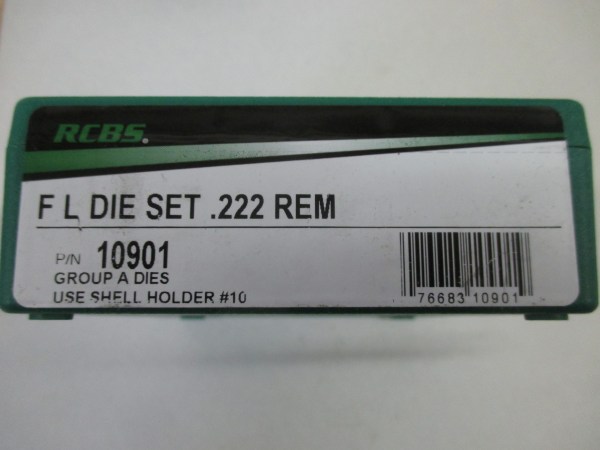 RCBS.
F L DIE SET .222 REM
P/N 10901
GROUP A DIES
USE SHELL HOLDER #10
76683 10901